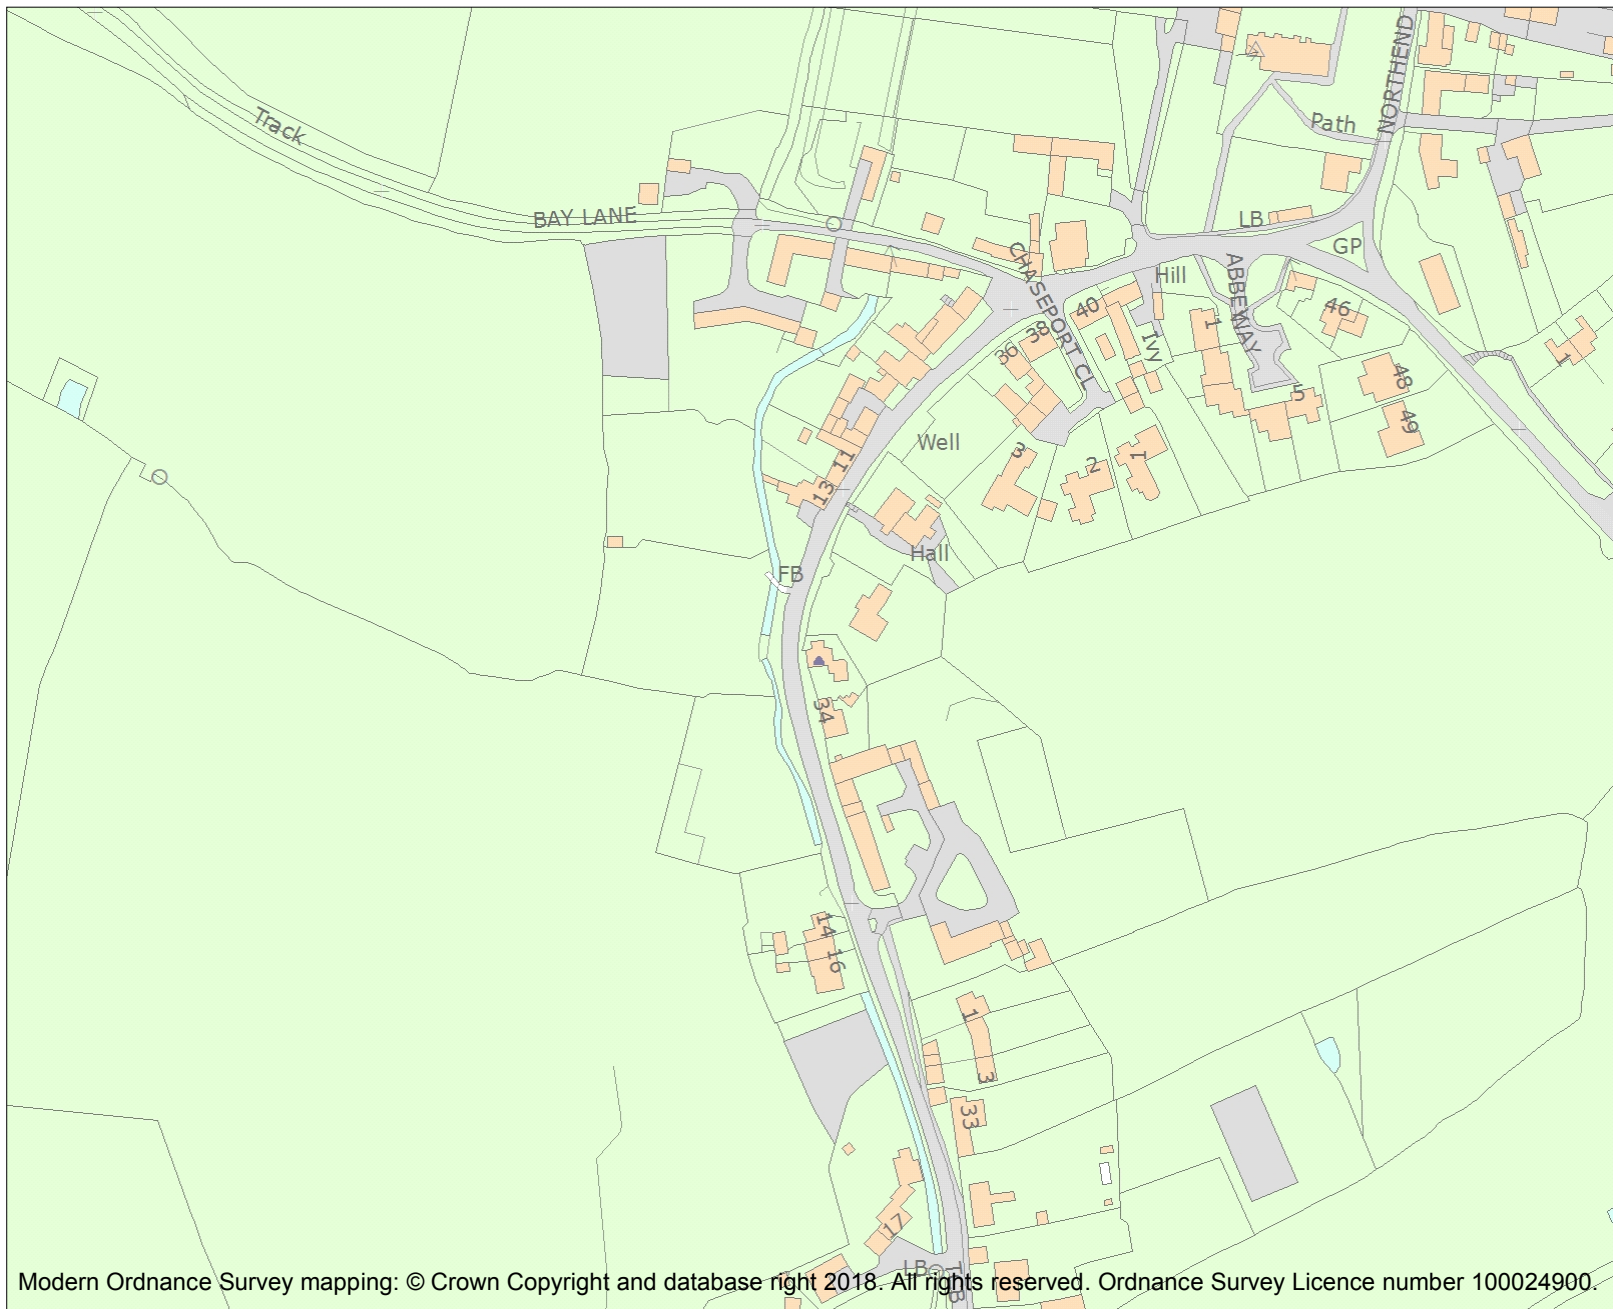 NORTHEND
Track
Path
BAY LANE
LB
GP
CHASEPORT CL
Hill
ABBEWAY
40
46
38
Ivy
1
1
36
48
5
49
Well
11
3
2
1
13
Hall
FB
34
14
16
1
3
33
17
LB
Modern Ordnance Survey mapping: © Crown Copyright and database right 2018. All rights reserved. Ordnance Survey Licence number 100024900.